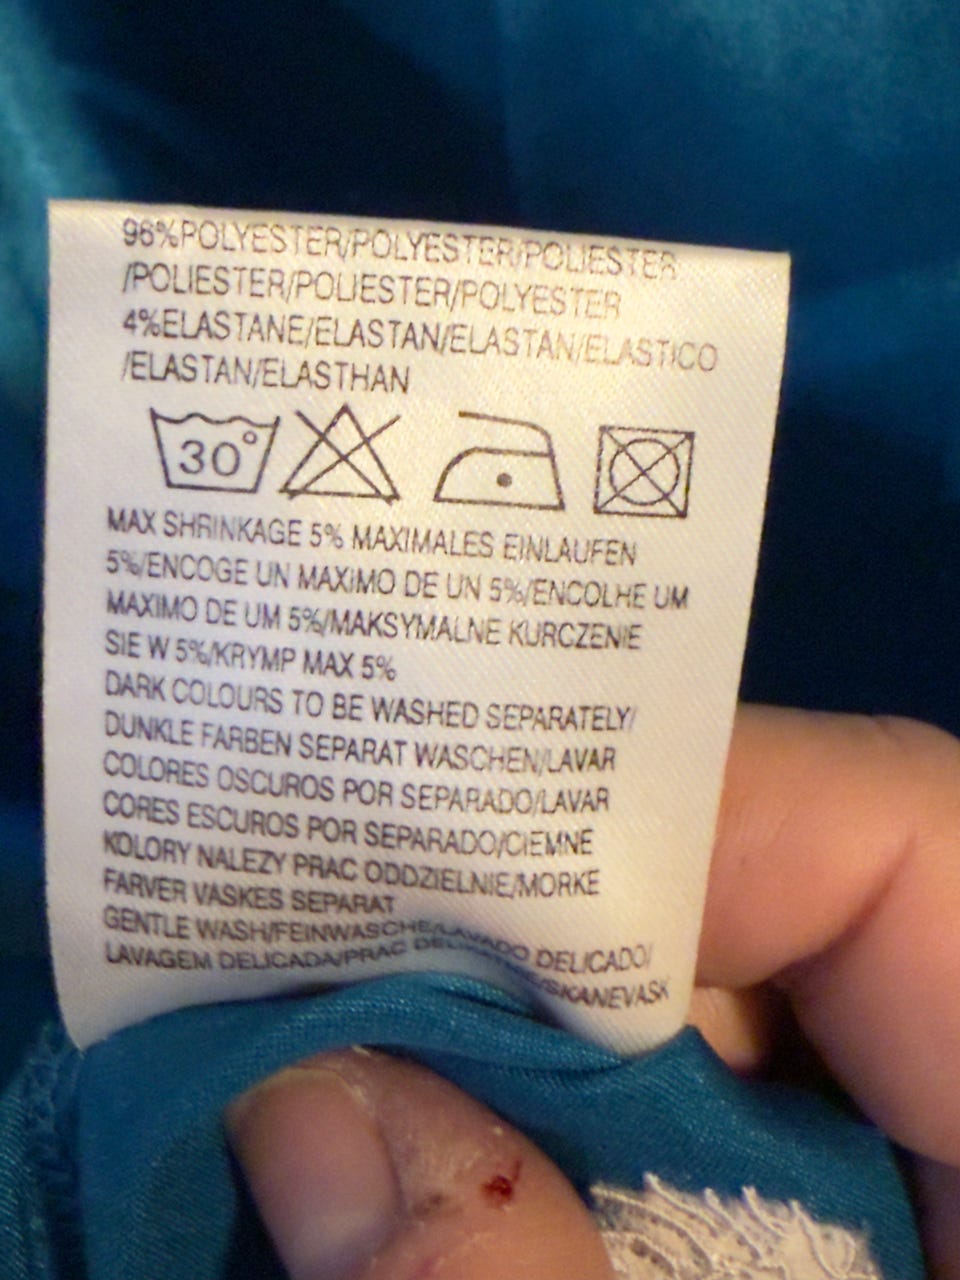 96%POLYESTER/POLYESTER/POLIESTER
/POLIESTER/POLIESTER/POLYESTER
4%ELASTANE/ELASTAN/ELASTAN/ELASTICO
/ELASTAN/ELASTHAN
30°
MAX SHRINKAGE 5% MAXIMALES EINLAUFEN
5%/ENCOGE UN MAXIMO DE UN 5%/ENCOLHE UM
MAXIMO DE UM 5%/MAKSYMALNE KURCZENIE
SIE W 5%/KRYMP MAX 5%
DARK COLOURS TO BE WASHED SEPARATELY/
DUNKLE FARBEN SEPARAT WASCHEN/LAVAR
COLORES OSCUROS POR SEPARADO/LAVAR
CORES ESCUROS POR SEPARADO/CIEMNE
KOLORY NALEZY PRAC ODDZIELNIE/MORKE
FARVER VASKES SEPARAT
GENTLE WASH/FEINWASCHE/LAVADO DELICADO/
LAVAGEM DELICADA/PRAC /SKANEVASK